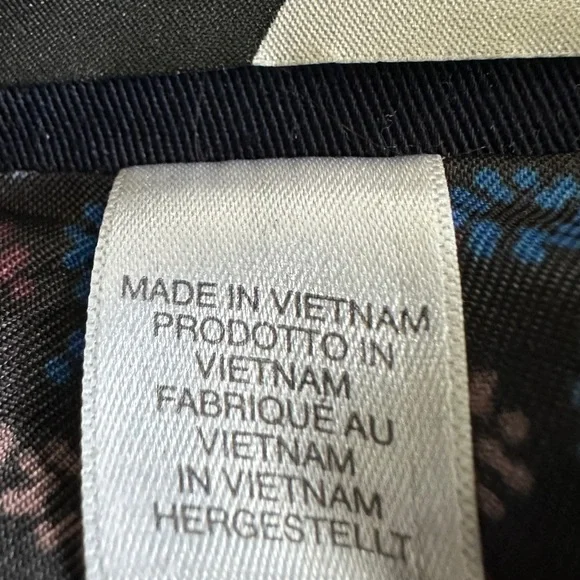 MADE IN VIETNAM
PRODOTTO IN
VIETNAM
FABRIQUÉ AU
VIETNAM
IN VIETNAM
HERGESTELLT